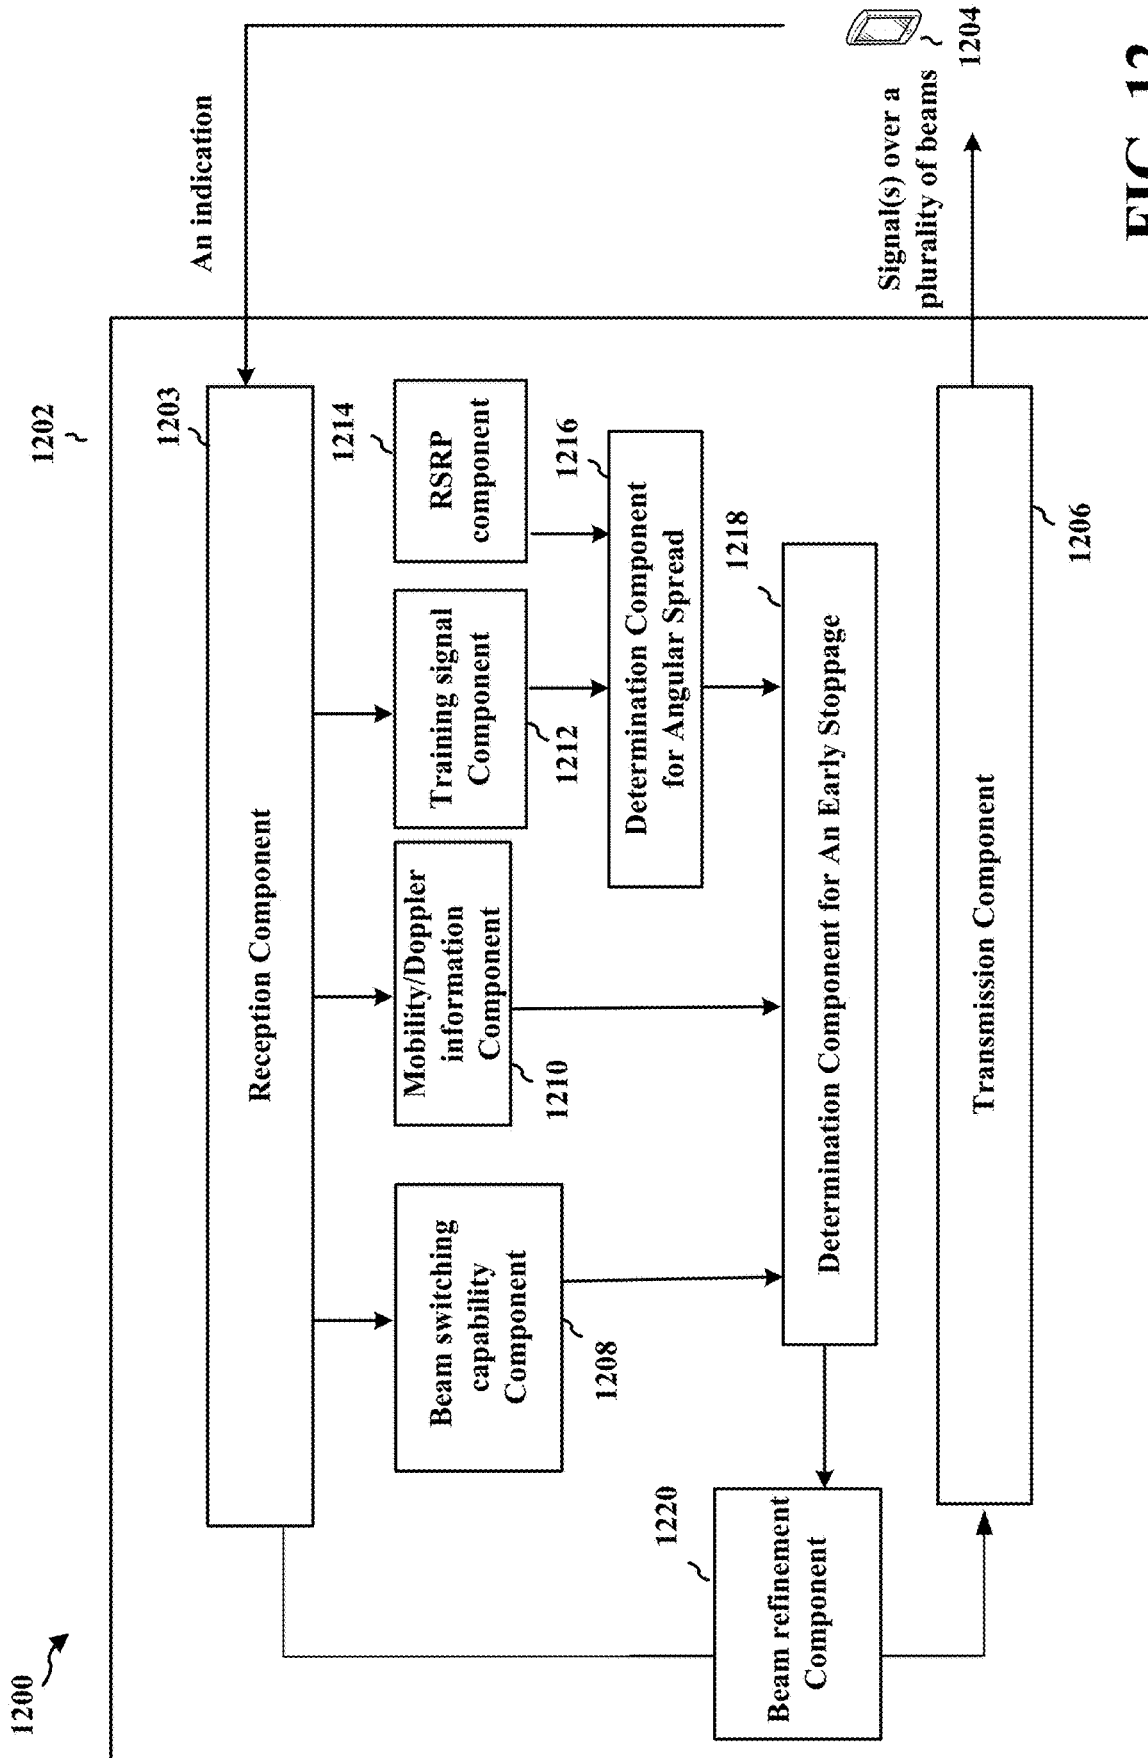 1200
1202
1203
An indication
Reception Component
1214
Beam switching
capability
Component
1208
Mobility/Doppler
information
Component
1210
Training signal
Component
1212
RSRP
component
1216
Determination Component
for Angular Spread
1218
1220
Determination Component for An Early Stoppage
Beam refinement
Component
Signal(s) over a
plurality of beams
1204
Transmission Component
1206
FIG. 12